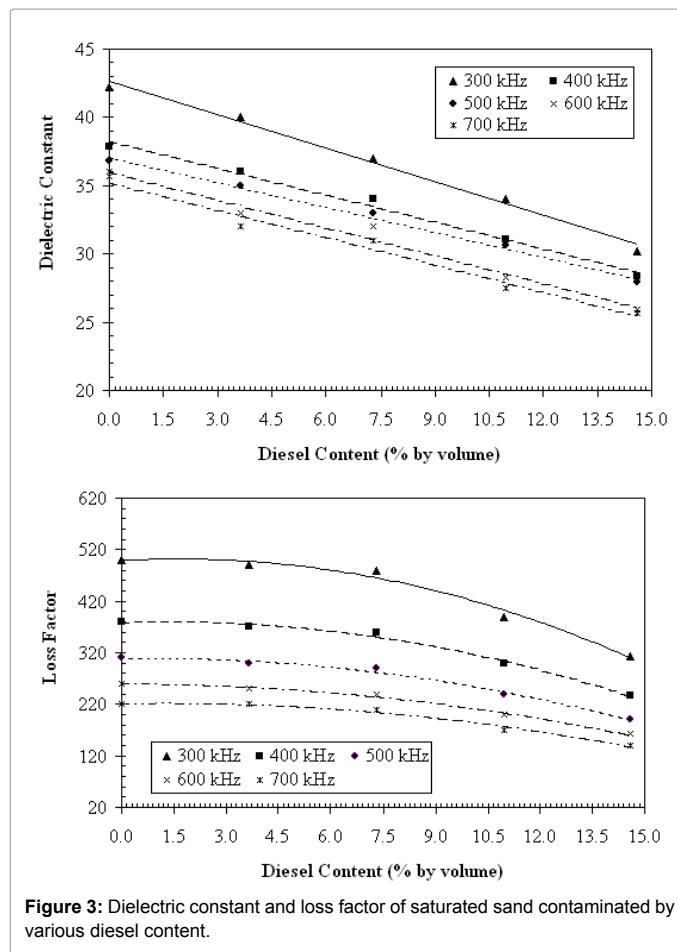 45
40
35
30
25
20
Dielectric Constant
300 kHz 400 kHz
500 kHz 600 kHz
700 kHz
0.0 1.5 3.0 4.5 6.0 7.5 9.0 10.5 12.0 13.5 15.0
Diesel Content (% by volume)
620
520
420
320
220
120
20
Loss Factor
300 kHz 400 kHz 500 kHz
600 kHz 700 kHz
0.0 1.5 3.0 4.5 6.0 7.5 9.0 10.5 12.0 13.5 15.0
Diesel Content (% by volume)
Figure 3: Dielectric constant and loss factor of saturated sand contaminated by
various diesel content.